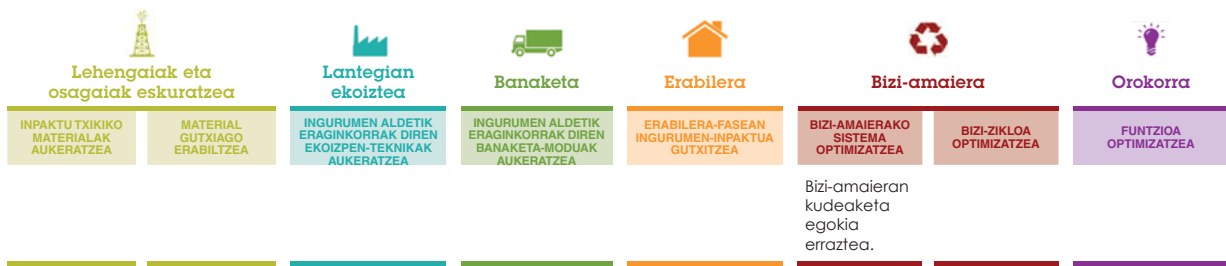 Lehengaiak eta
osagaiak eskuratzea
Lantegian
ekoiztea
Banaketa
Erabilera
Bizi-amaiera
Orokorra
INPAKTU TXIKIKO
MATERIALAK
AUKERATZEA
MATERIAL
GUTXIAGO
ERABILTZEA
INGURUMEN ALDETIK
ERAGINKORRAK DIREN
EKOIZPEN-TEKNIKAK
AUKERATZEA
INGURUMEN ALDETIK
ERAGINKORRAK DIREN
BANAKETA-MODUAK
AUKERATZEA
ERABILERA-FASEAN
INGURUMEN-INPAKTUA
GUTXITZEA
BIZI-AMAIERAKO
SISTEMA
OPTIMIZATZEA
BIZI-ZIKLOA
OPTIMIZATZEA
FUNTZIOA
OPTIMIZATZEA
Bizi-amaieran
kudeaketa
egokia
erraztea.